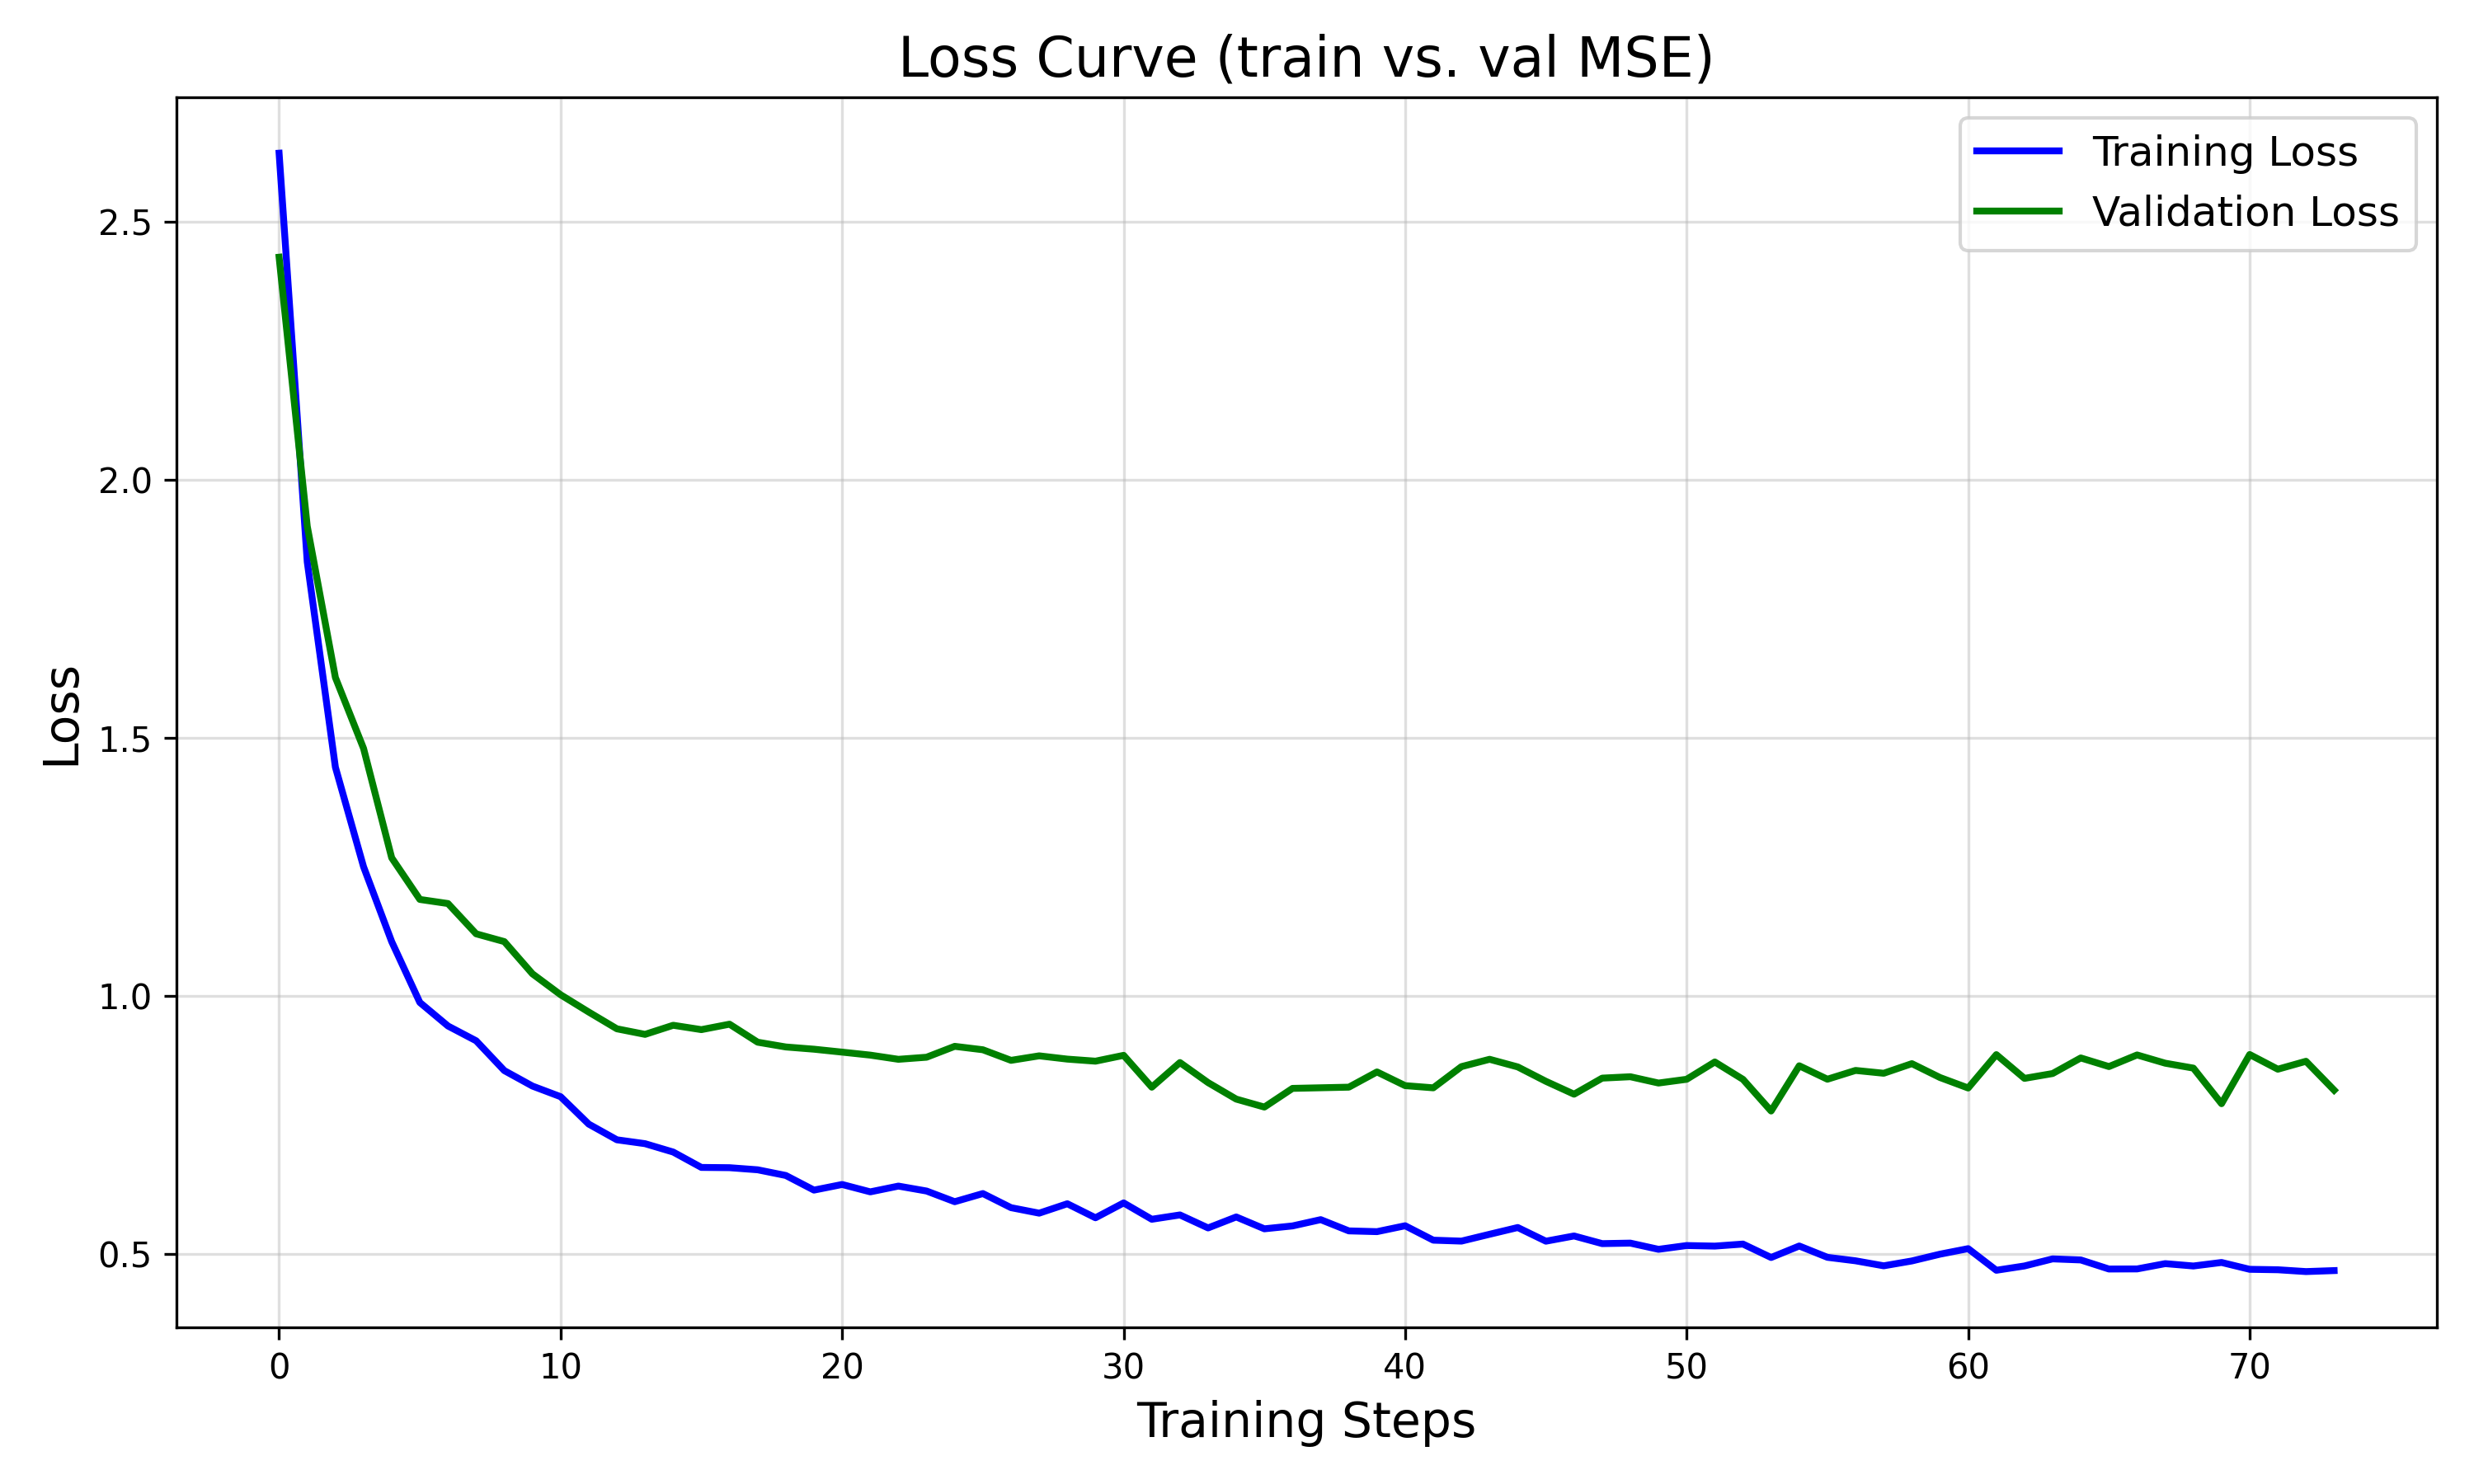 Loss Curve (train vs. val MSE)
Training Loss
Validation Loss
Loss
2.5
2.0
1.5
1.0
0.5
0 10 20 30 40 50 60 70
Training Steps